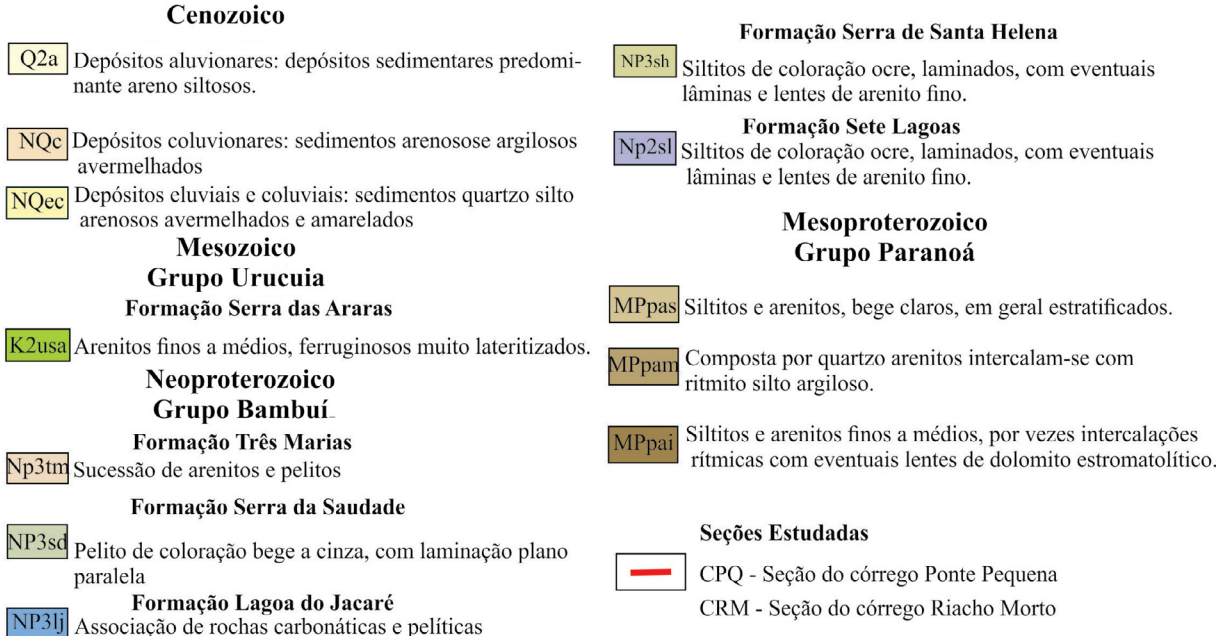 Cenozoico
Q2a Depósitos aluvionares: depósitos sedimentares predomi-
nante areno siltosos.
NQc Depósitos coluvionares: sedimentos arenosose argilosos
avermelhados
NQec Depósitos eluviais e coluviais: sedimentos quartzo silto
arenosos avermelhados e amarelados
Mesozoico
Grupo Urucuia
Formação Serra das Araras
K2usa Arenitos finos a médios, ferruginosos muito lateritizados.
Neoproterozoico
Grupo Bambuí
Formação Três Marias
Np3tm Sucessão de arenitos e pelitos
Formação Serra da Saudade
NP3sd Pelito de coloração bege a cinza, com laminação plano
paralela
Formação Lagoa do Jacaré
NP3lj Associação de rochas carbonáticas e pelíticas
Formação Serra de Santa Helena
NP3sh Siltitos de coloração ocre, laminados, com eventuais
lâminas e lentes de arenito fino.
Formação Sete Lagoas
Np2sl Siltitos de coloração ocre, laminados, com eventuais
lâminas e lentes de arenito fino.
Mesoproterozoico
Grupo Paranoá
MPpas Siltitos e arenitos, bege claros, em geral estratificados.
MPpam Composta por quartzo arenitos intercalam-se com
ritmito silto argiloso.
MPpai Siltitos e arenitos finos a médios, por vezes intercalações
rítmicas com eventuais lentes de dolomito estromatolítico.
Seções Estudadas
CPQ - Seção do córrego Ponte Pequena
CRM - Seção do córrego Riacho Morto